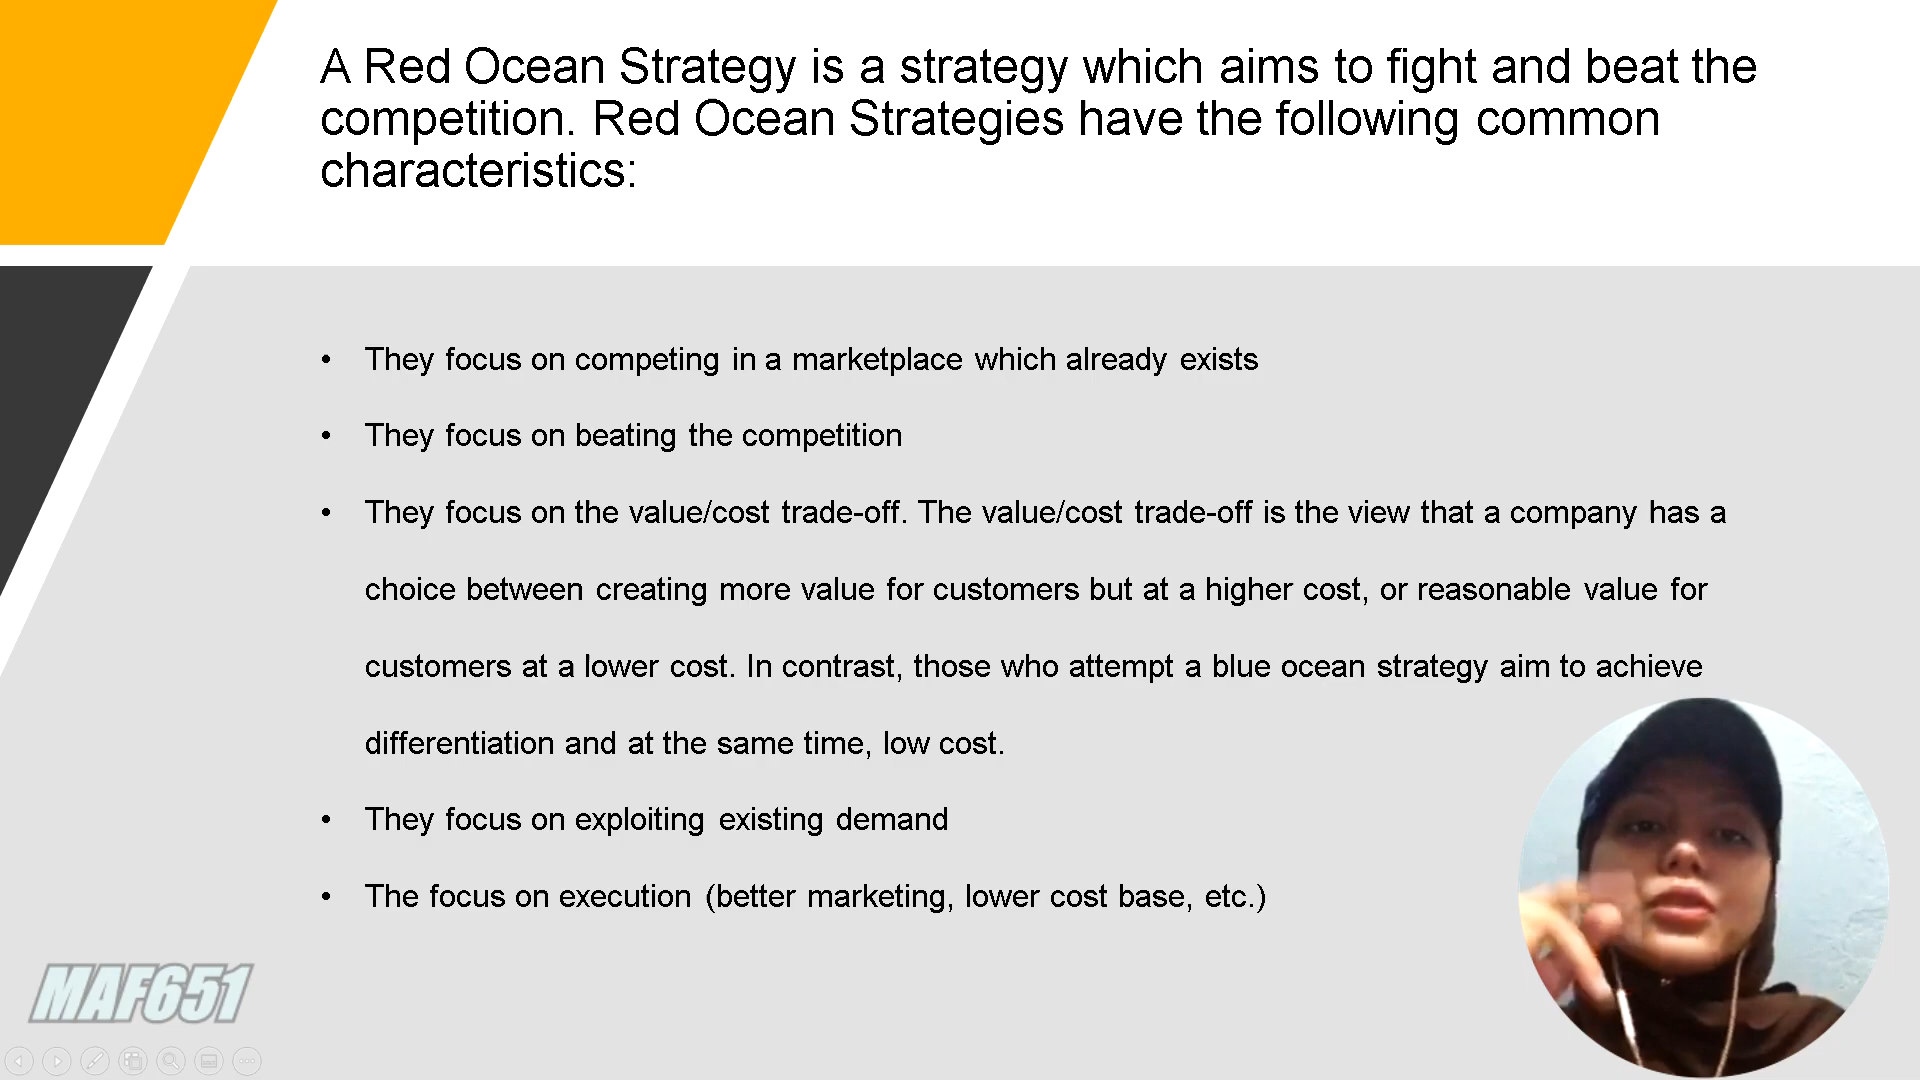 A Red Ocean Strategy is a strategy which aims to fight and beat the
competition. Red Ocean Strategies have the following common
characteristics:
• They focus on competing in a marketplace which already exists
• They focus on beating the competition
• They focus on the value/cost trade-off. The value/cost trade-off is the view that a company has a
choice between creating more value for customers but at a higher cost, or reasonable value for
customers at a lower cost. In contrast, those who attempt a blue ocean strategy aim to achieve
differentiation and at the same time, low cost.
• They focus on exploiting existing demand
• The focus on execution (better marketing, lower cost base, etc.)
MAF651